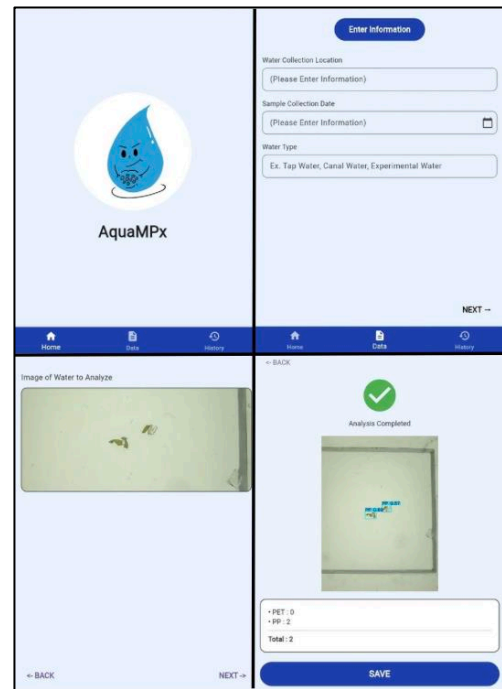 AquaMPx
Home
Data
History
Enter Information
Water Collection Location
(Please Enter Information)
Sample Collection Date
(Please Enter Information)
Water Type
Ex. Tap Water, Canal Water, Experimental Water
NEXT →
Home
Data
History
Image of Water to Analyze
← BACK
NEXT →
← BACK
Analysis Completed
• PET : 0
• PP : 2
Total : 2
SAVE